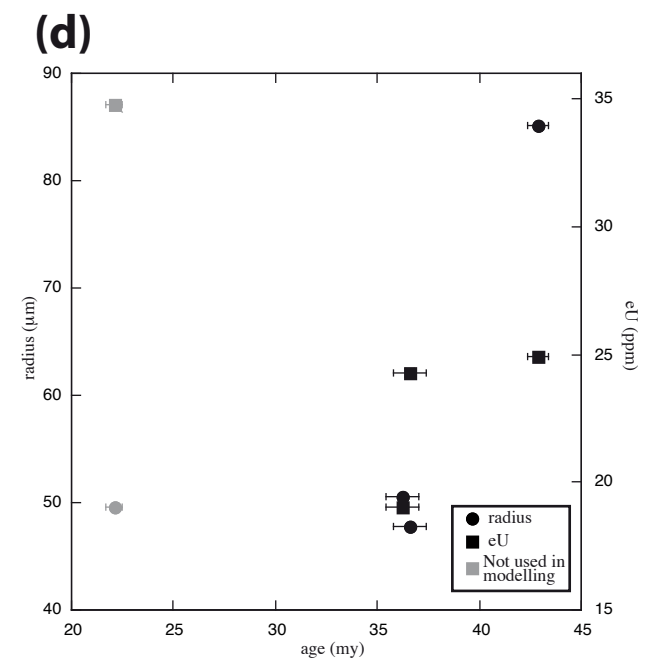 (d)
90
80
70
60
50
40
radius (μm)
35
30
25
20
15
eU (ppm)
radius
eU
Not used in
modelling
20
25
30
35
40
45
age (my)